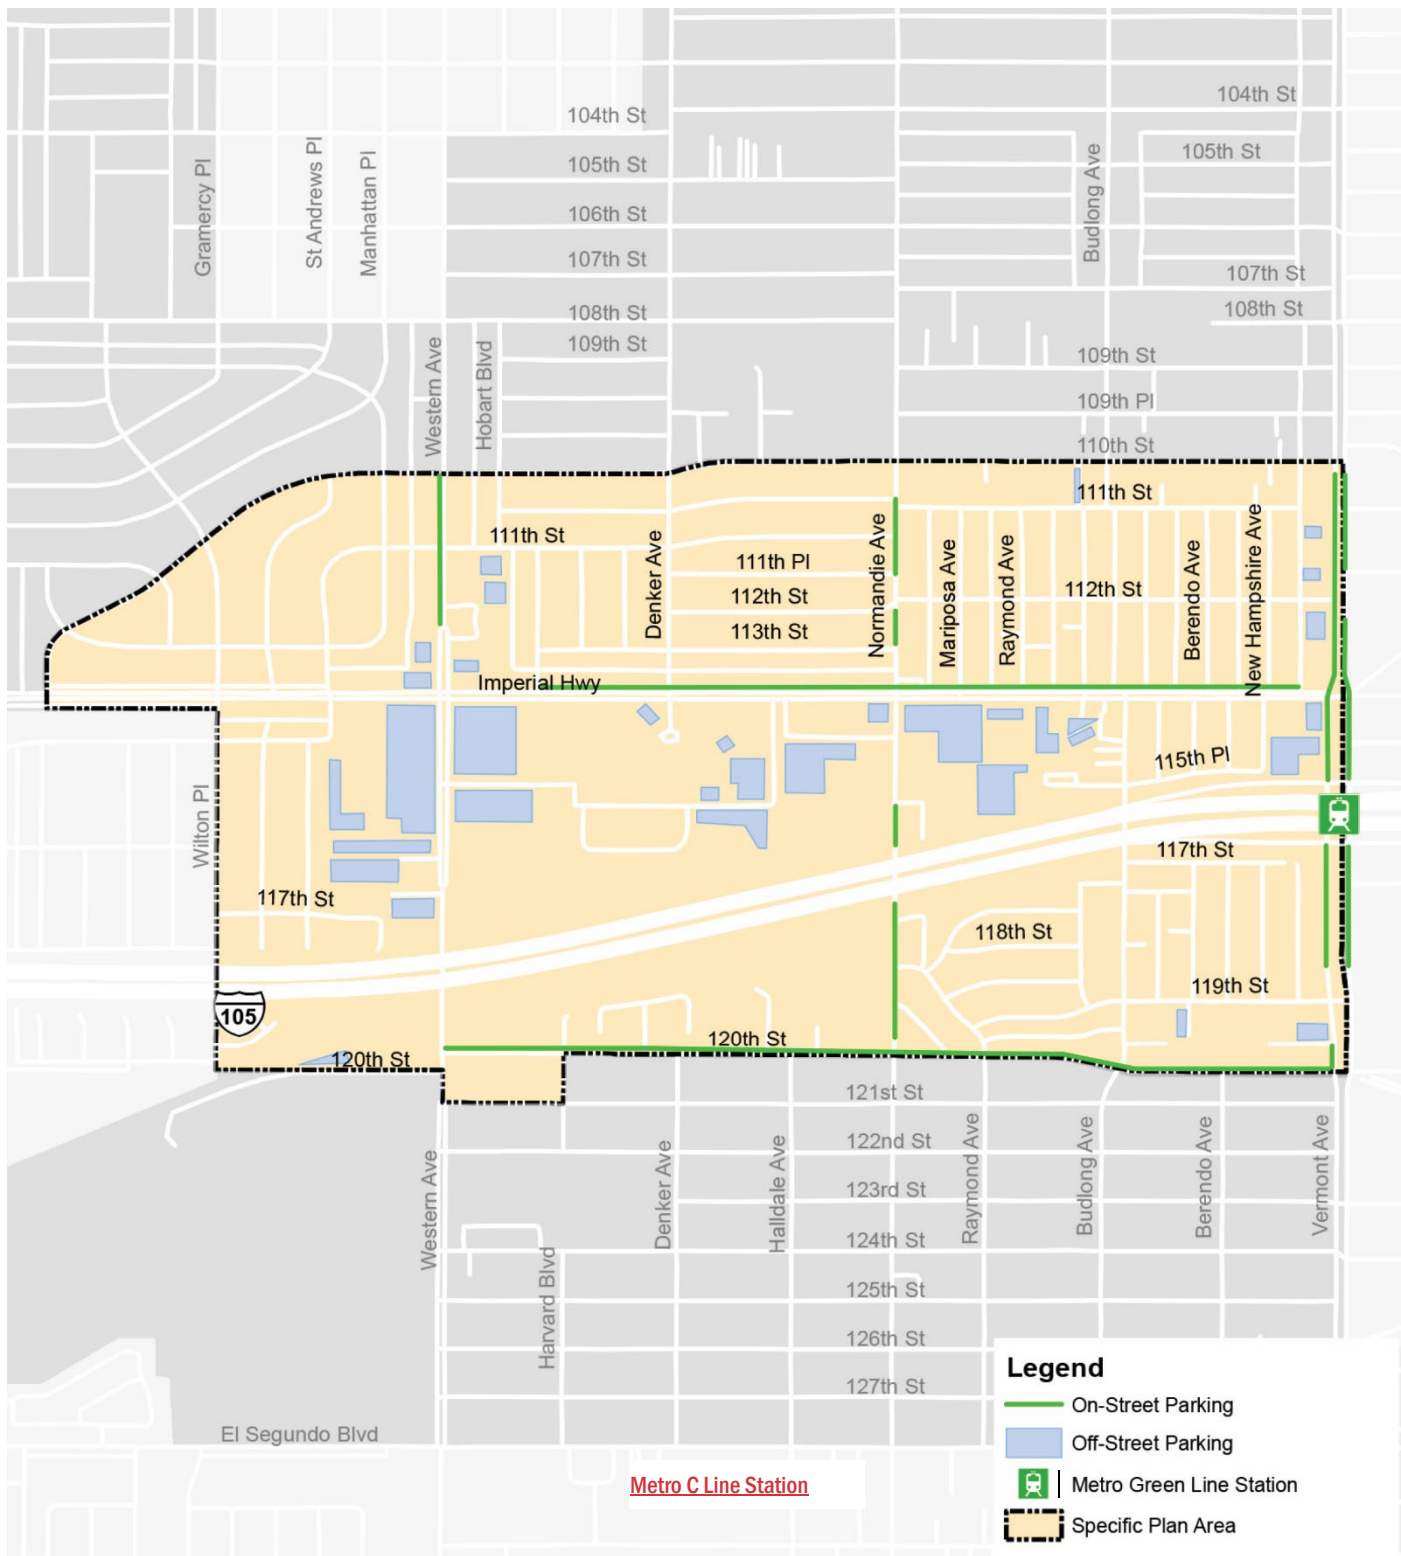 104th St
104th St
105th St
105th St
Gramercy Pl
St Andrews Pl
Manhattan Pl
Budlong Ave
106th St
107th St
107th St
108th St
108th St
109th St
109th St
Western Ave
Hobart Blvd
109th Pl
110th St
111th St
111th St
Denker Ave
111th Pl
112th St
113th St
Normandie Ave
Mariposa Ave
Raymond Ave
112th St
Berendo Ave
New Hampshire Ave
Imperial Hwy
115th Pl
Wilton Pl
117th St
117th St
118th St
119th St
105
120th St
120th St
121st St
122nd St
123rd St
124th St
125th St
126th St
127th St
Western Ave
Harvard Blvd
Denker Ave
Halldale Ave
Raymond Ave
Budlong Ave
Berendo Ave
Vermont Ave
El Segundo Blvd
Metro C Line Station
Legend
On-Street Parking
Off-Street Parking
Metro Green Line Station
Specific Plan Area